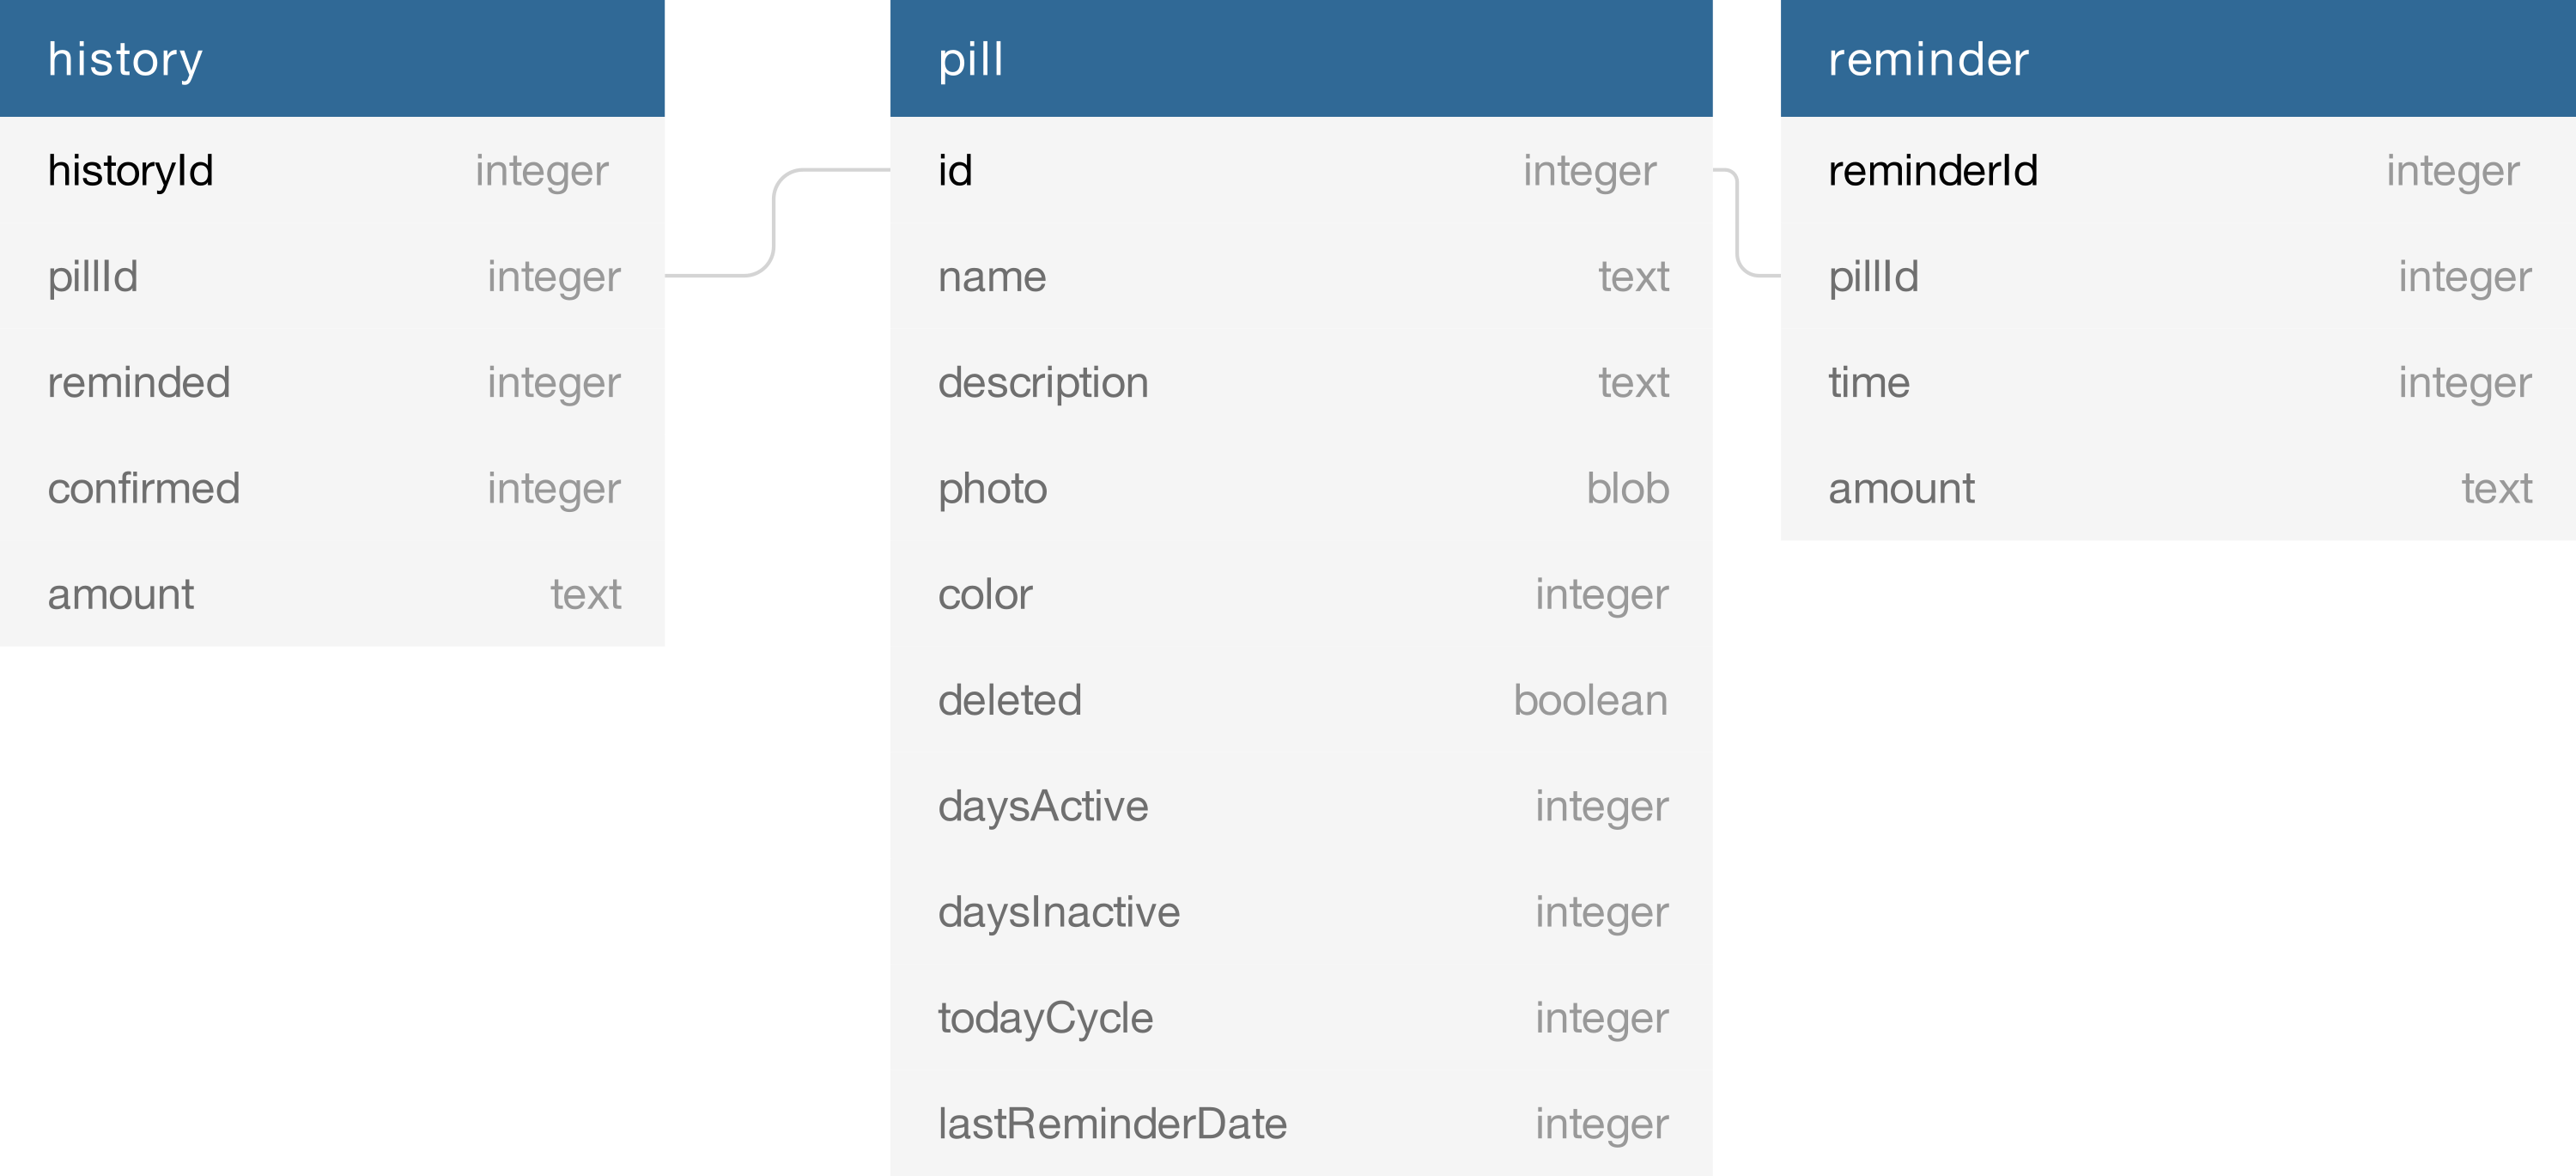 history
historyId integer
pillId integer
reminded integer
confirmed integer
amount text
pill
id integer
name text
description text
photo blob
color integer
deleted boolean
daysActive integer
daysInactive integer
todayCycle integer
lastReminderDate integer
reminder
reminderId integer
pillId integer
time integer
amount text